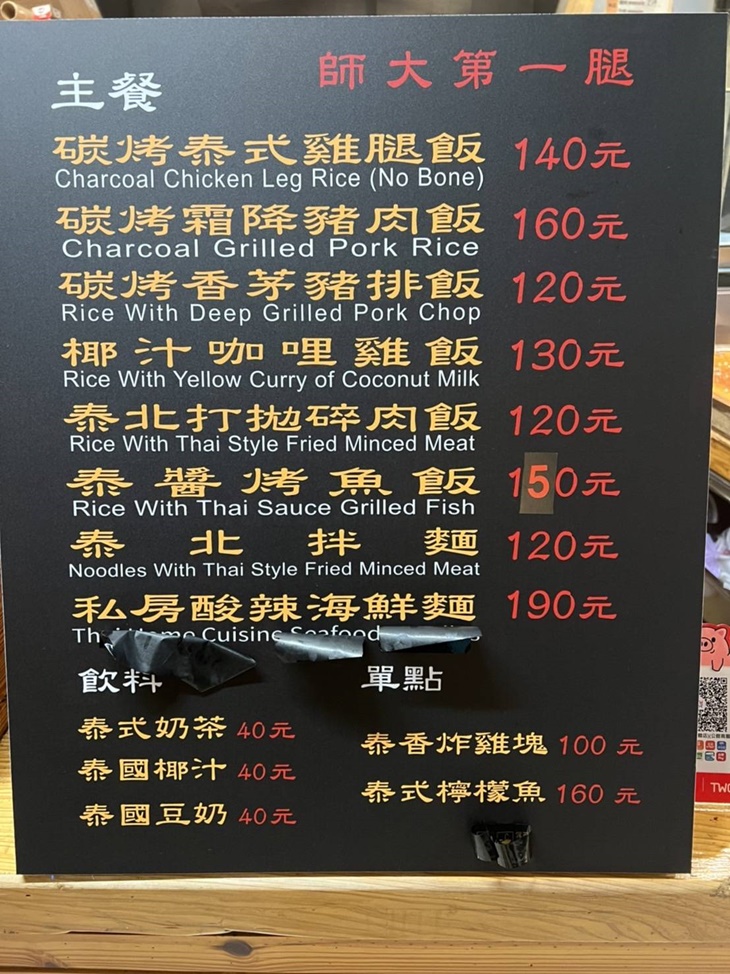 師大第一腿
主餐
碳烤泰式雞腿飯 140元
Charcoal Chicken Leg Rice (No Bone)
碳烤霜降豬肉飯 160元
Charcoal Grilled Pork Rice
碳烤香茅豬排飯 120元
Rice With Deep Grilled Pork Chop
椰汁咖哩雞飯 130元
Rice With Yellow Curry of Coconut Milk
泰北打拋碎肉飯 120元
Rice With Thai Style Fried Minced Meat
泰醬烤魚飯 150元
Rice With Thai Sauce Grilled Fish
泰北拌麵 120元
Noodles With Thai Style Fried Minced Meat
私房酸辣海鮮麵 190元
Cuisine Seafood
飲料
泰式奶茶 40元
泰國椰汁 40元
泰國豆奶 40元
單點
泰香炸雞塊 100 元
泰式檸檬魚 160 元